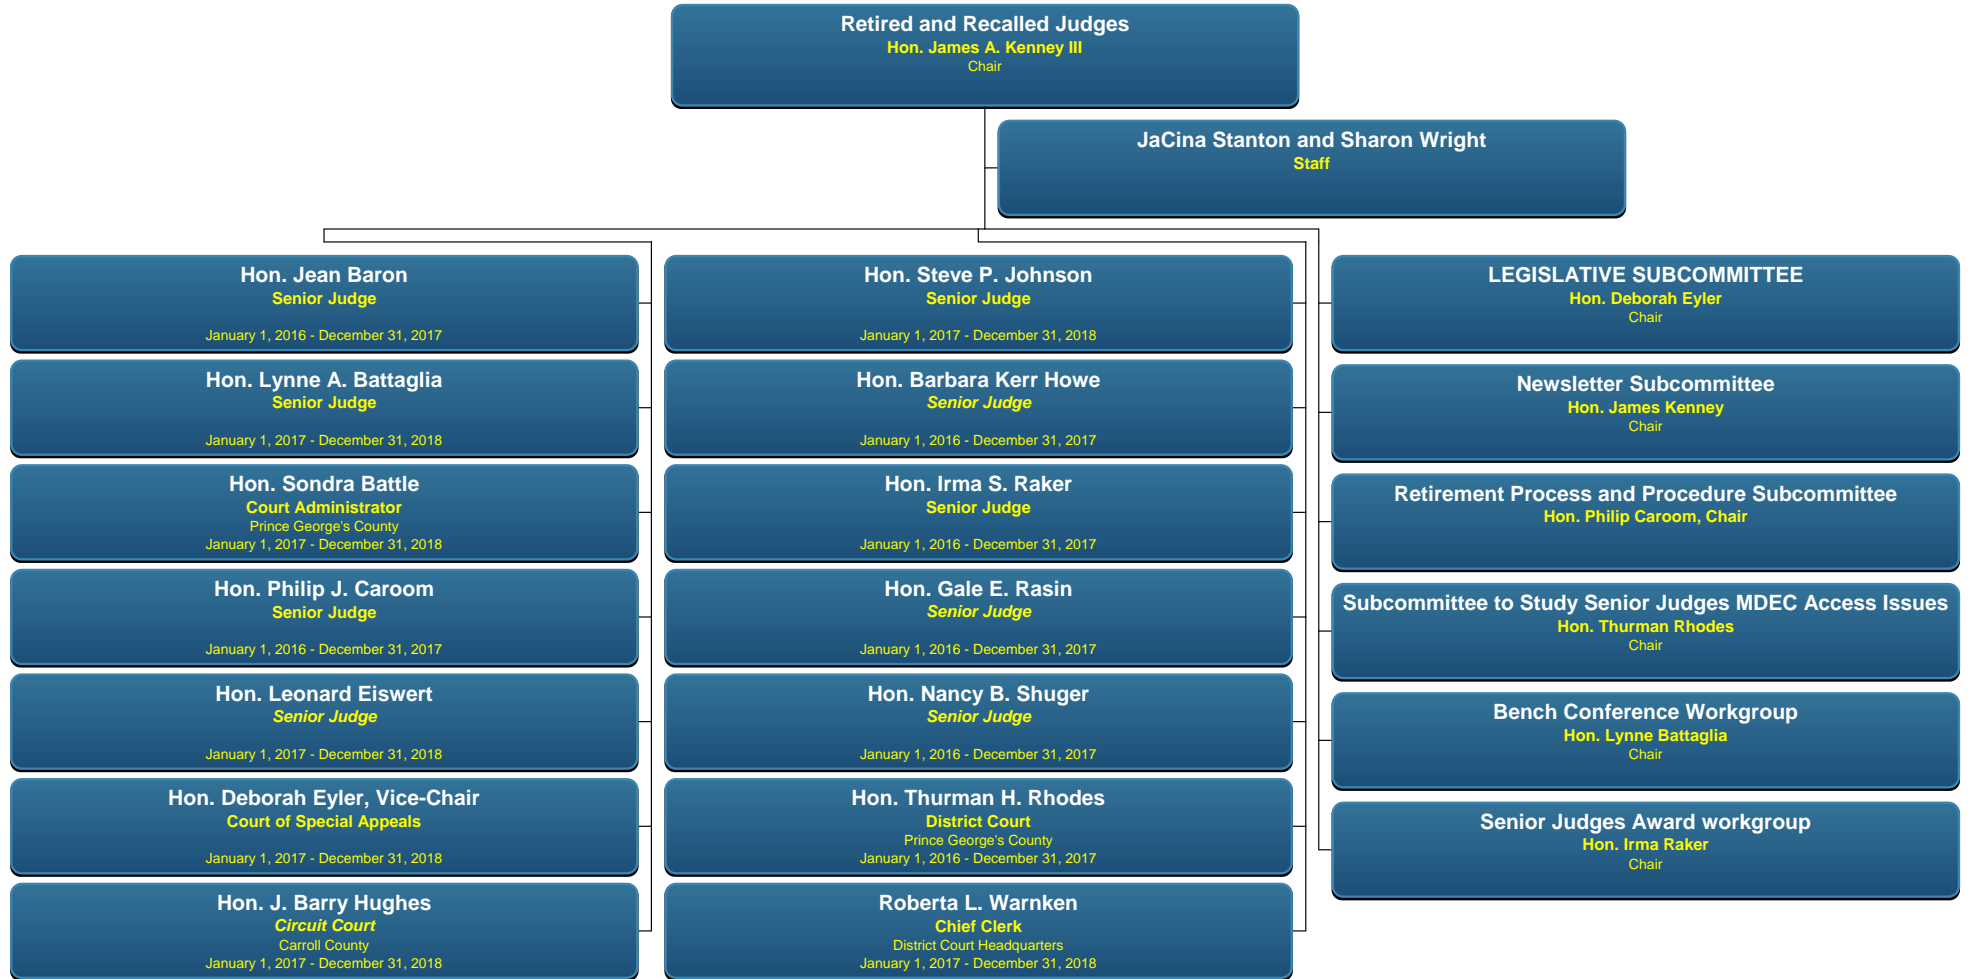 Retired and Recalled Judges
Hon. James A. Kenney III
Chair
JaCina Stanton and Sharon Wright
Staff
Hon. Jean Baron
Senior Judge
January 1, 2016 - December 31, 2017
Hon. Lynne A. Battaglia
Senior Judge
January 1, 2017 - December 31, 2018
Hon. Sondra Battle
Court Administrator
Prince George's County
January 1, 2017 - December 31, 2018
Hon. Philip J. Caroom
Senior Judge
January 1, 2016 - December 31, 2017
Hon. Leonard Eiswert
Senior Judge
January 1, 2017 - December 31, 2018
Hon. Deborah Eyler, Vice-Chair
Court of Special Appeals
January 1, 2017 - December 31, 2018
Hon. J. Barry Hughes
Circuit Court
Carroll County
January 1, 2017 - December 31, 2018
Hon. Steve P. Johnson
Senior Judge
January 1, 2017 - December 31, 2018
Hon. Barbara Kerr Howe
Senior Judge
January 1, 2016 - December 31, 2017
Hon. Irma S. Raker
Senior Judge
January 1, 2016 - December 31, 2017
Hon. Gale E. Rasin
Senior Judge
January 1, 2016 - December 31, 2017
Hon. Nancy B. Shuger
Senior Judge
January 1, 2016 - December 31, 2017
Hon. Thurman H. Rhodes
District Court
Prince George's County
January 1, 2016 - December 31, 2017
Roberta L. Warnken
Chief Clerk
District Court Headquarters
January 1, 2017 - December 31, 2018
LEGISLATIVE SUBCOMMITTEE
Hon. Deborah Eyler
Chair
Newsletter Subcommittee
Hon. James Kenney
Chair
Retirement Process and Procedure Subcommittee
Hon. Philip Caroom, Chair
Subcommittee to Study Senior Judges MDEC Access Issues
Hon. Thurman Rhodes
Chair
Bench Conference Workgroup
Hon. Lynne Battaglia
Chair
Senior Judges Award workgroup
Hon. Irma Raker
Chair